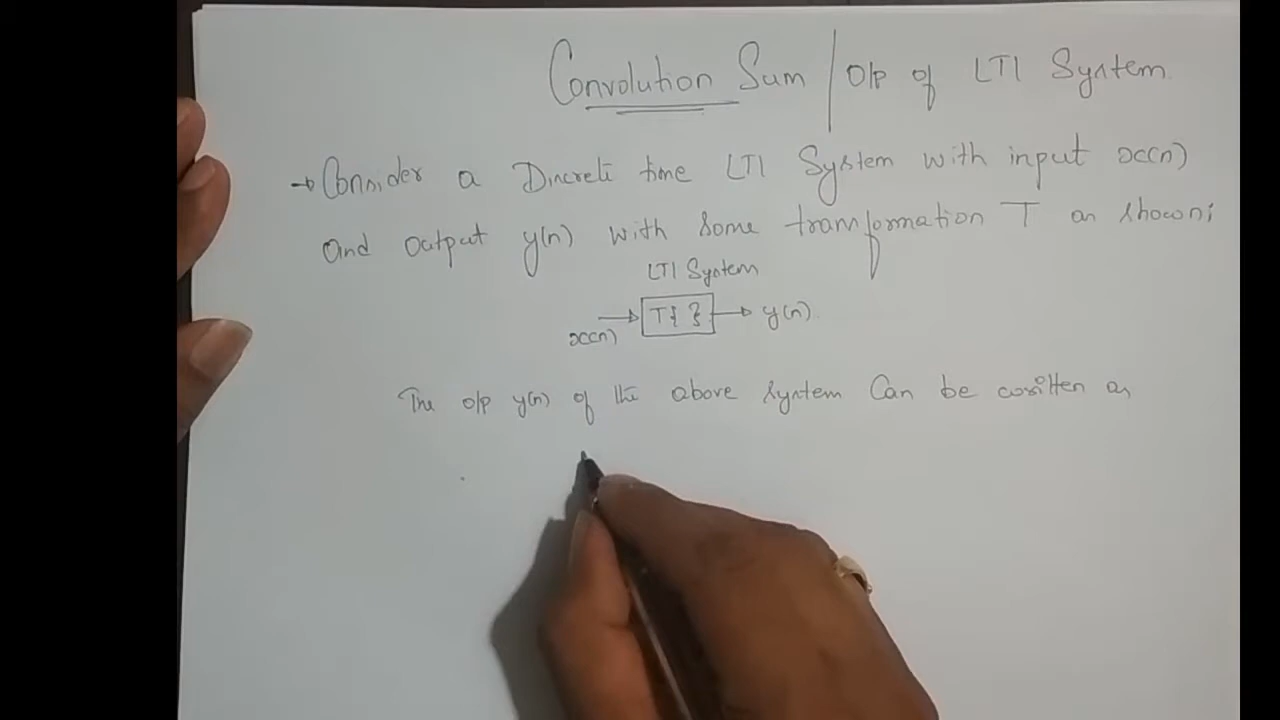 Convolution Sum / O/p of LTI System
→ Consider a Discrete time LTI System with input x(n)
and output y(n) with some transformation T as shown;
LTI System
x(n) → T{ } → y(n)
The o/p y(n) of the above system Can be written as